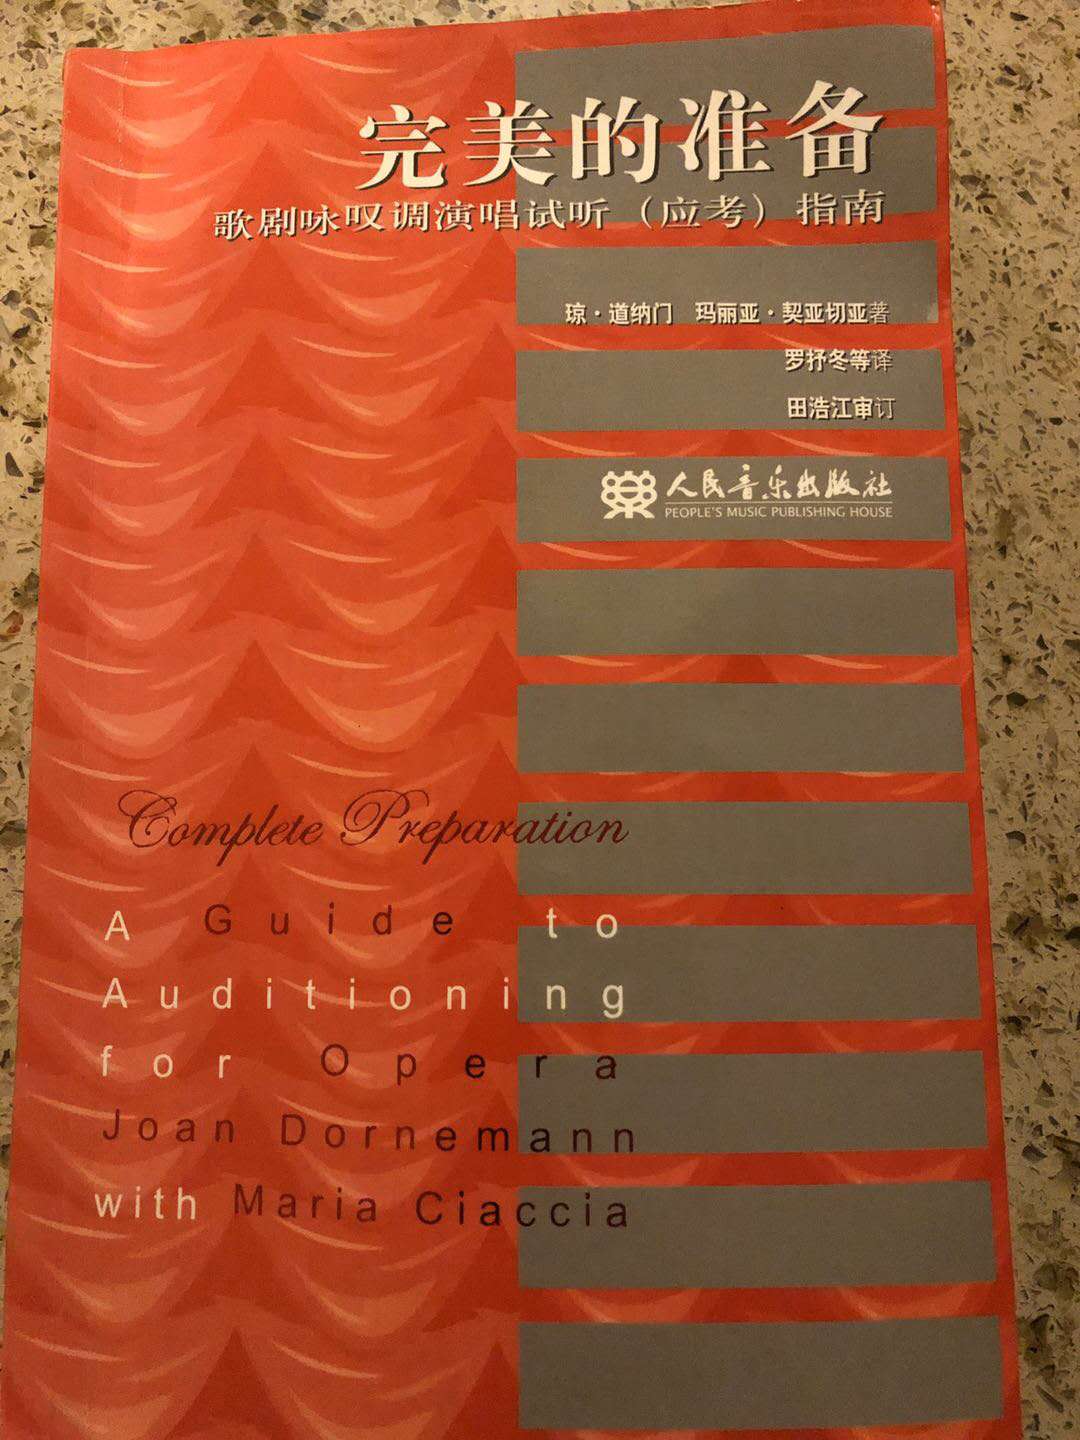 完美的准备
歌剧咏叹调演唱试听（应考）指南
琼·道纳门 玛丽亚·契亚切亚著
罗抒冬等译
田浩江审订
人民音乐出版社
PEOPLE'S MUSIC PUBLISHING HOUSE
Complete Preparation
A Guide to
Auditioning
for Opera
Joan Dornemann
with Maria Ciaccia